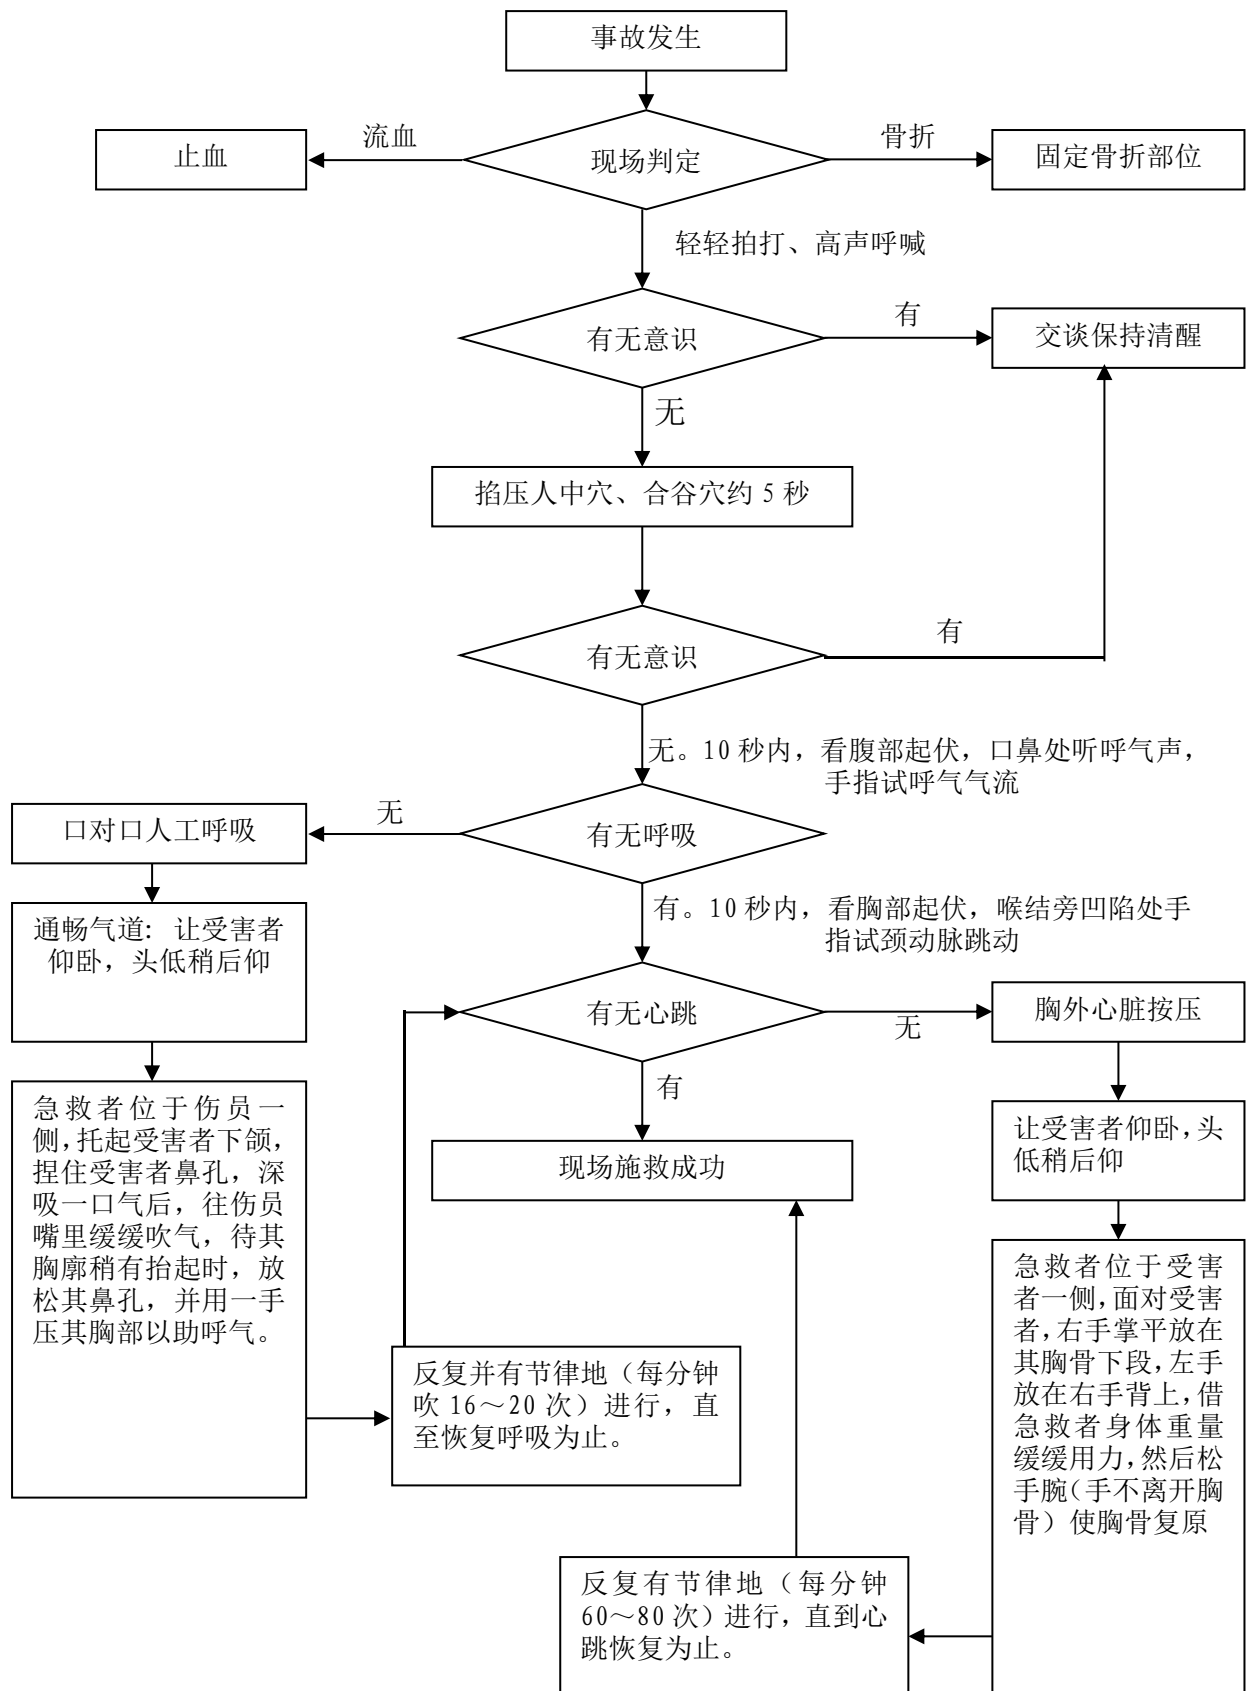 事故发生
止血
流血
现场判定
骨折
固定骨折部位
轻轻拍打、高声呼喊
有无意识
有
交谈保持清醒
无
掐压人中穴、合谷穴约 5 秒
有无意识
有
无。10 秒内，看腹部起伏，口鼻处听呼气声，
手指试呼气气流
口对口人工呼吸
无
有无呼吸
通畅气道：让受害者
仰卧，头低稍后仰
有。10 秒内，看胸部起伏，喉结旁凹陷处手
指试颈动脉跳动
有无心跳
无
胸外心脏按压
有
现场施救成功
让受害者仰卧，头
低稍后仰
急救者位于伤员一
侧，托起受害者下颌，
捏住受害者鼻孔，深
吸一口气后，往伤员
嘴里缓缓吹气，待其
胸廓稍有抬起时，放
松其鼻孔，并用一手
压其胸部以助呼气。
反复并有节律地（每分钟
吹 16～20 次）进行，直
至恢复呼吸为止。
急救者位于受害
者一侧，面对受害
者，右手掌平放在
其胸骨下段，左手
放在右手背上，借
急救者身体重量
缓缓用力，然后松
手腕（手不离开胸
骨）使胸骨复原
反复有节律地（每分钟
60～80 次）进行，直到心
跳恢复为止。